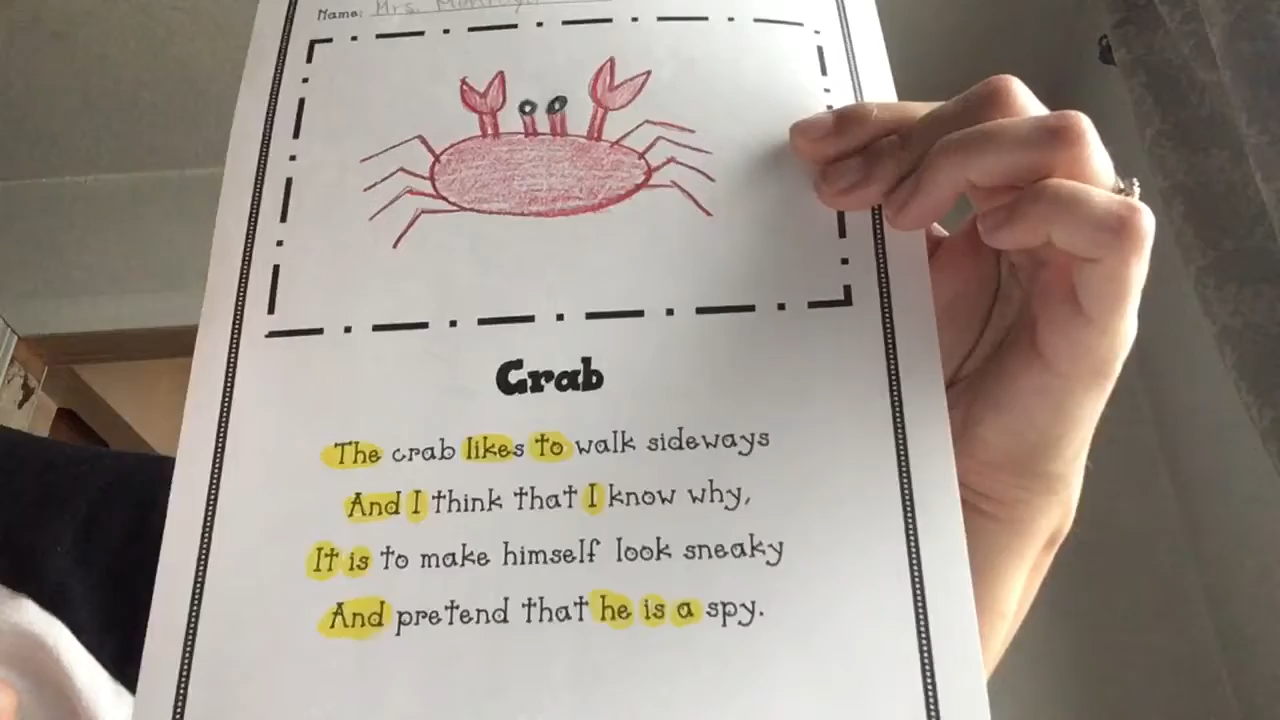 Name: Mrs.
Crab
The crab likes to walk sideways
And I think that I know why,
It is to make himself look sneaky
And pretend that he is a spy.